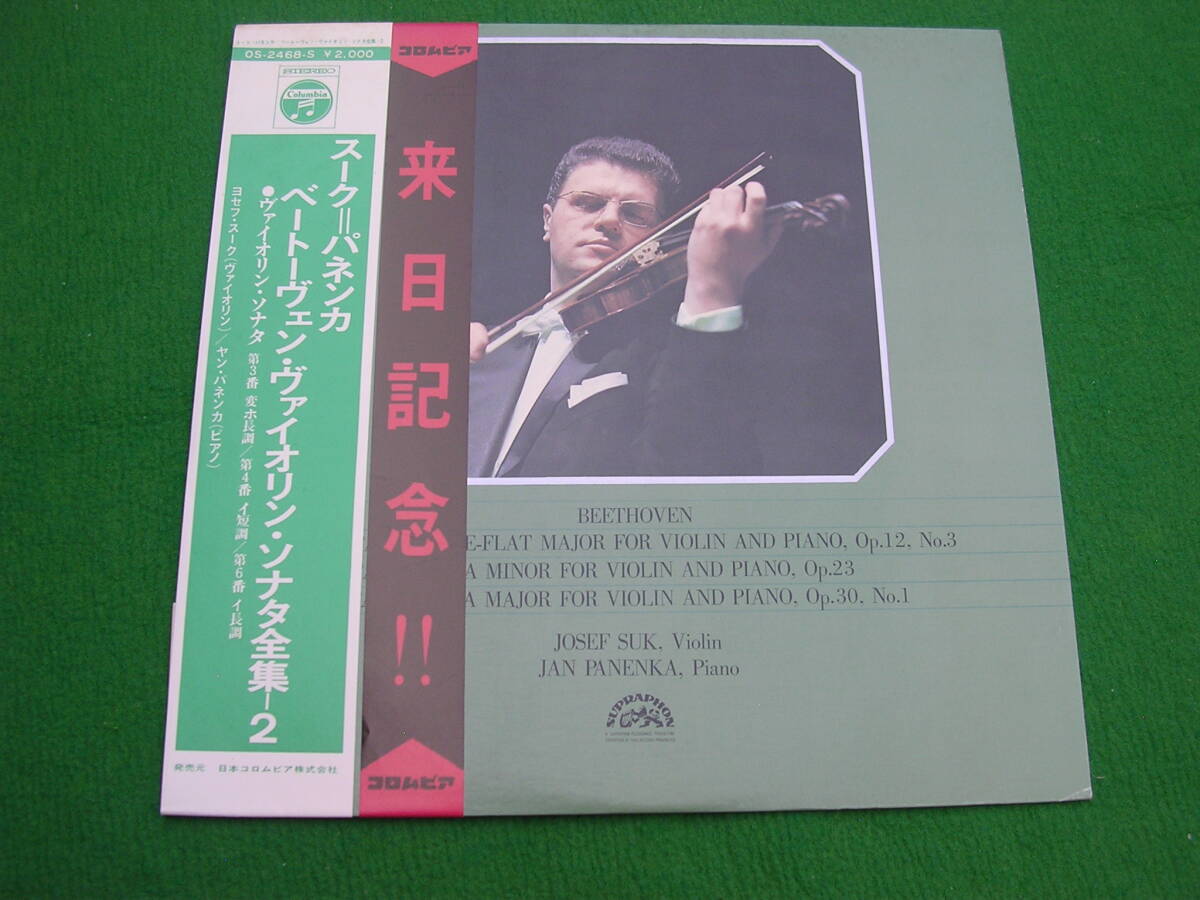 OS-2468-S ¥2,000
STEREO
Columbia
スーク=パネンカ
ベートーヴェン・ヴァイオリン・ソナタ全集-2
●ヴァイオリン・ソナタ 第3番 変ホ長調/第4番 イ短調/第6番 イ長調
ヨセフ・スーク(ヴァイオリン)/ヤン・パネンカ(ピアノ)
発売元 日本コロムビア株式会社
コロムビア
来日記念!!
コロムビア
BEETHOVEN
E-FLAT MAJOR FOR VIOLIN AND PIANO, Op.12, No.3
A MINOR FOR VIOLIN AND PIANO, Op.23
A MAJOR FOR VIOLIN AND PIANO, Op.30, No.1
JOSEF SUK, Violin
JAN PANENKA, Piano
SUPRAPHON